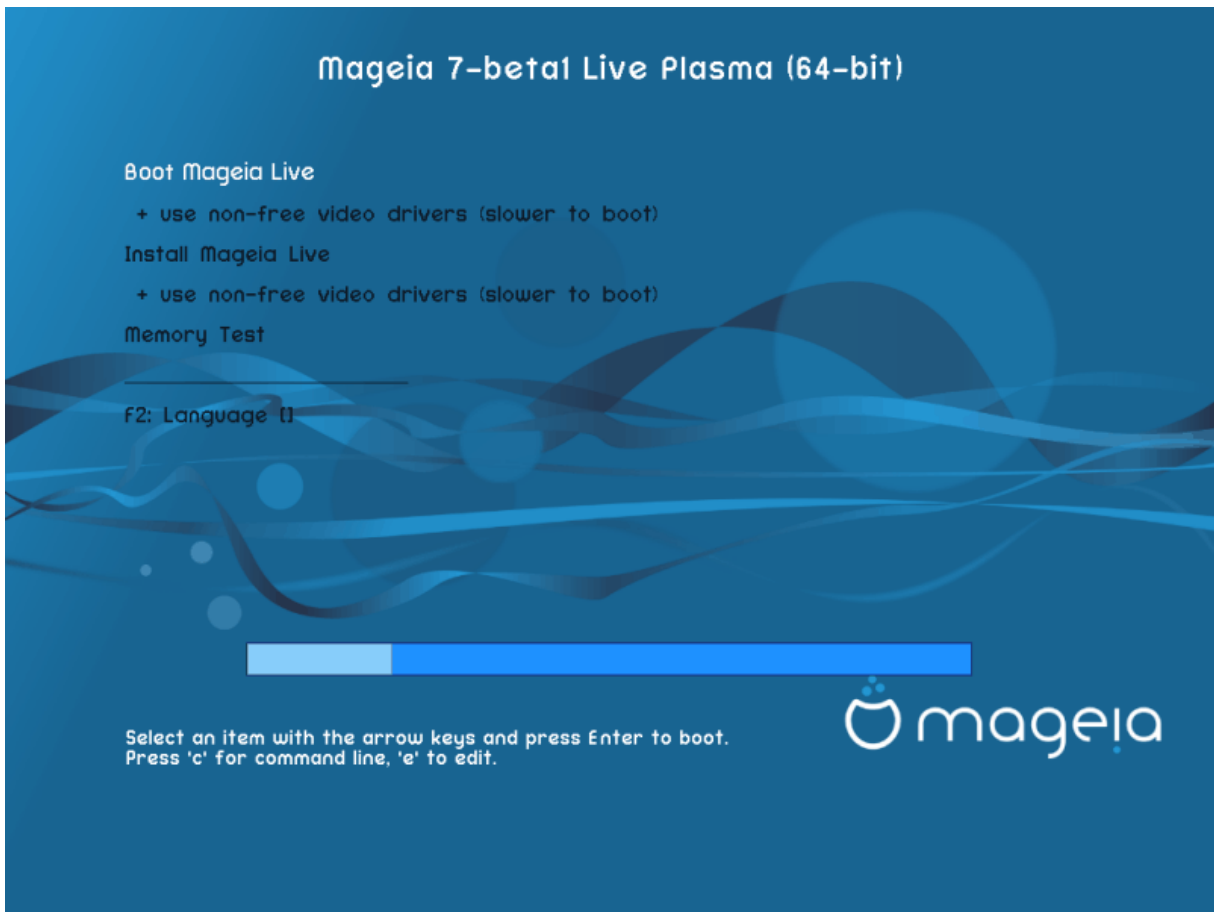 Mageia 7-beta1 Live Plasma (64-bit)
Boot Mageia Live
+ use non-free video drivers (slower to boot)
Install Mageia Live
+ use non-free video drivers (slower to boot)
Memory Test
F2: Language []
mageia
Select an item with the arrow keys and press Enter to boot.
Press 'c' for command line, 'e' to edit.